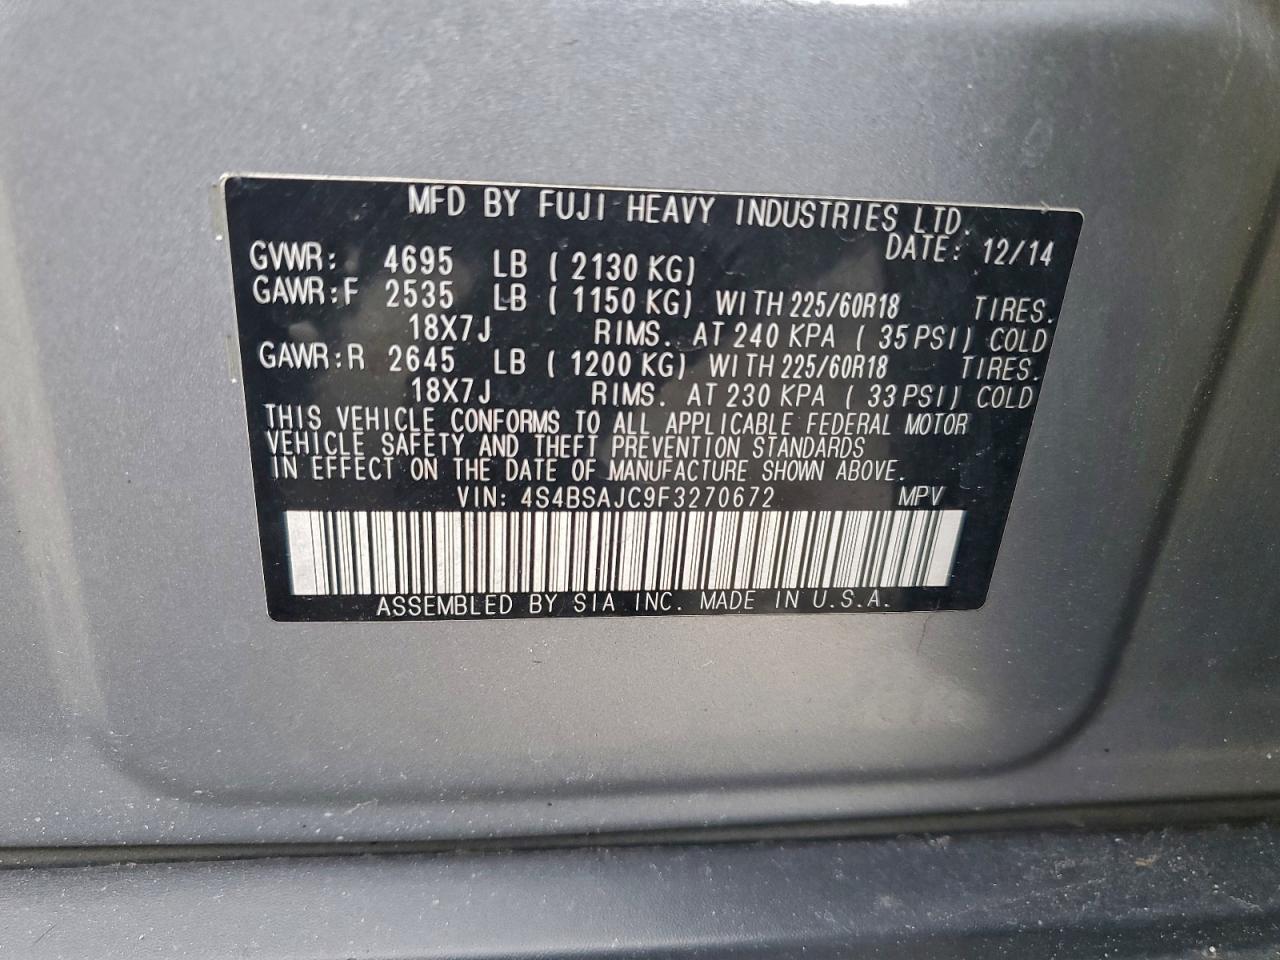 MFD BY FUJI HEAVY INDUSTRIES LTD.
DATE: 12/14
GVWR: 4695 LB ( 2130 KG)
GAWR:F 2535 LB ( 1150 KG) WITH 225/60R18 TIRES.
18X7J RIMS. AT 240 KPA ( 35 PSI) COLD
GAWR:R 2645 LB ( 1200 KG) WITH 225/60R18 TIRES.
18X7J RIMS. AT 230 KPA ( 33 PSI) COLD
THIS VEHICLE CONFORMS TO ALL APPLICABLE FEDERAL MOTOR
VEHICLE SAFETY AND THEFT PREVENTION STANDARDS
IN EFFECT ON THE DATE OF MANUFACTURE SHOWN ABOVE.
VIN: 4S4BSAJC9F3270672 MPV
ASSEMBLED BY SIA INC. MADE IN U.S.A.